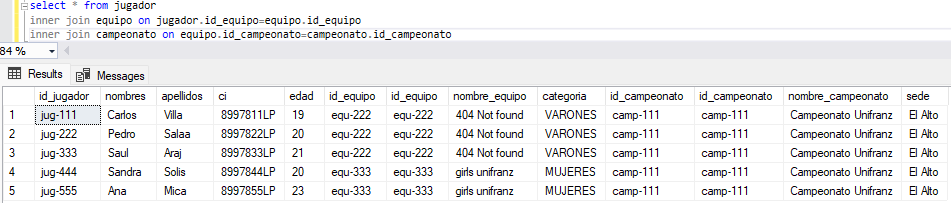 select * from jugador
inner join equipo on jugador.id_equipo=equipo.id_equipo
inner join campeonato on equipo.id_campeonato=campeonato.id_campeonato
84 %
Results Messages
id_jugador nombres apellidos ci edad id_equipo id_equipo nombre_equipo categoria id_campeonato id_campeonato nombre_campeonato sede
1 jug-111 Carlos Villa 8997811LP 19 equ-222 equ-222 404 Not found VARONES camp-111 camp-111 Campeonato Unifranz El Alto
2 jug-222 Pedro Salaa 8997822LP 20 equ-222 equ-222 404 Not found VARONES camp-111 camp-111 Campeonato Unifranz El Alto
3 jug-333 Saul Araj 8997833LP 21 equ-222 equ-222 404 Not found VARONES camp-111 camp-111 Campeonato Unifranz El Alto
4 jug-444 Sandra Solis 8997844LP 20 equ-333 equ-333 girls unifranz MUJERES camp-111 camp-111 Campeonato Unifranz El Alto
5 jug-555 Ana Mica 8997855LP 23 equ-333 equ-333 girls unifranz MUJERES camp-111 camp-111 Campeonato Unifranz El Alto